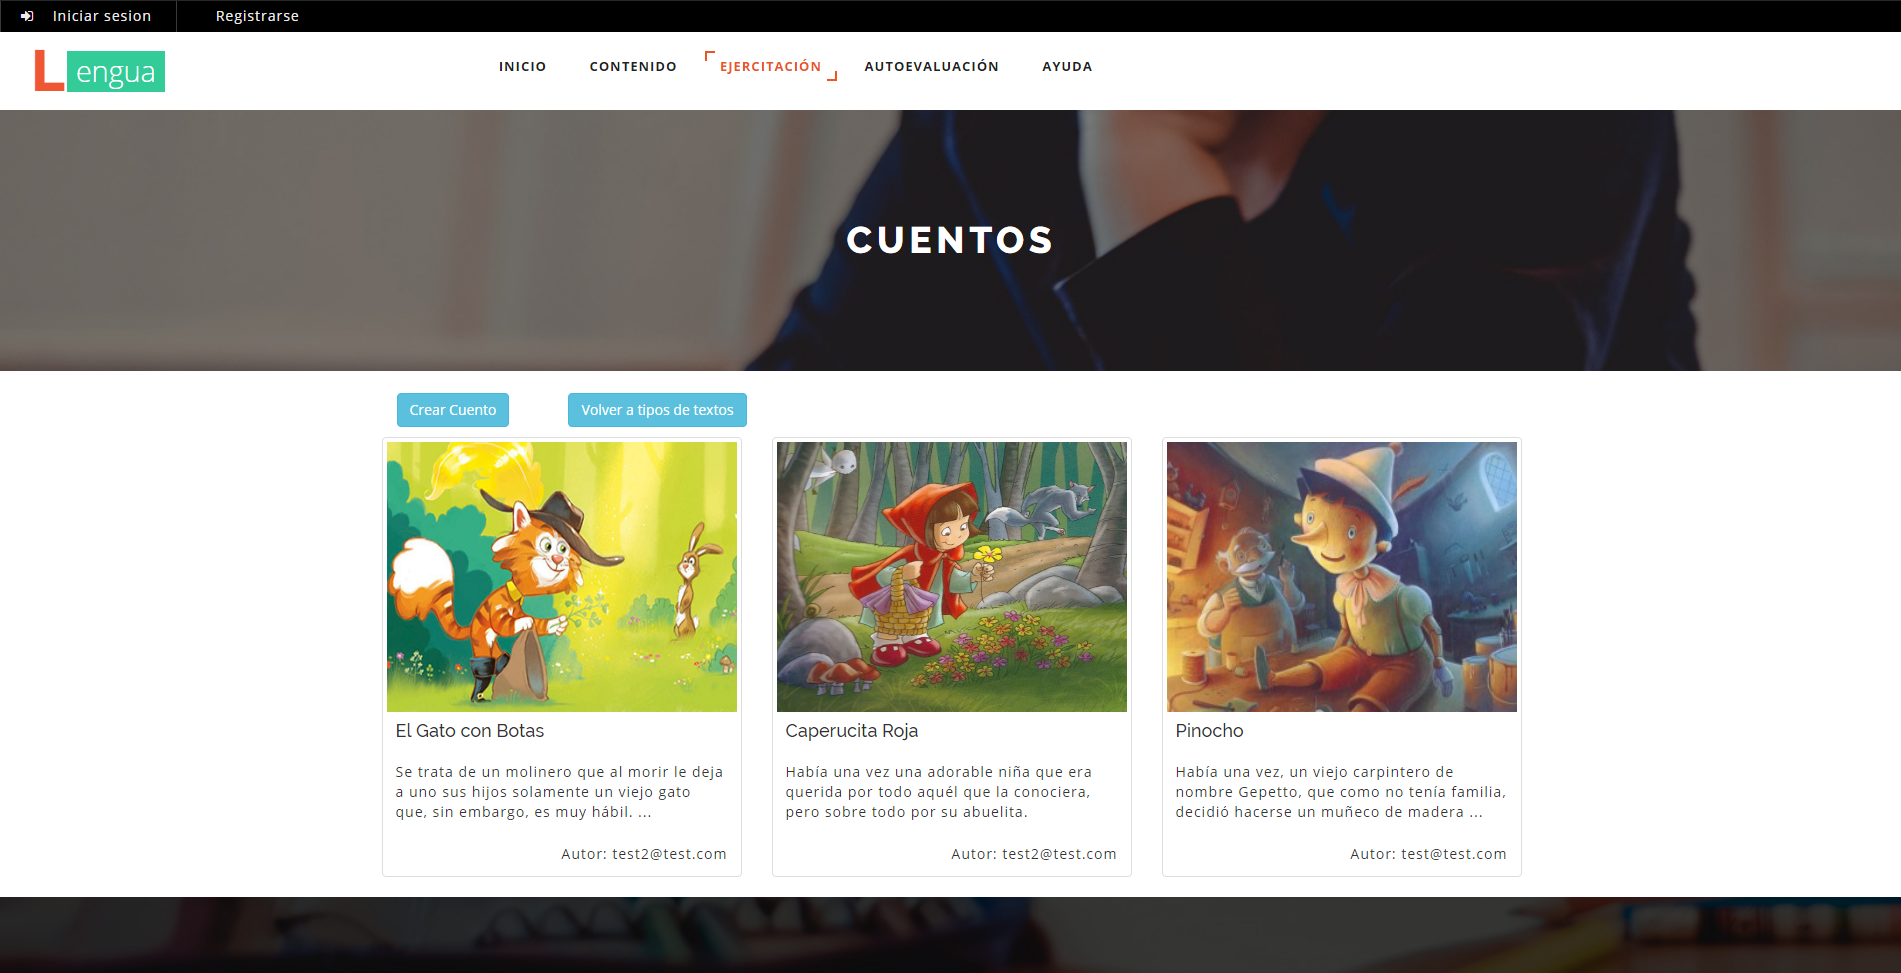 Iniciar sesion
Registrarse
Lengua
INICIO
CONTENIDO
EJERCITACIÓN
AUTOEVALUACIÓN
AYUDA
CUENTOS
Crear Cuento
Volver a tipos de textos
El Gato con Botas
Se trata de un molinero que al morir le deja
a uno sus hijos solamente un viejo gato
que, sin embargo, es muy hábil. ...
Autor: test2@test.com
Caperucita Roja
Había una vez una adorable niña que era
querida por todo aquél que la conociera,
pero sobre todo por su abuelita.
Autor: test2@test.com
Pinocho
Había una vez, un viejo carpintero de
nombre Gepetto, que como no tenía familia,
decidió hacerse un muñeco de madera ...
Autor: test@test.com